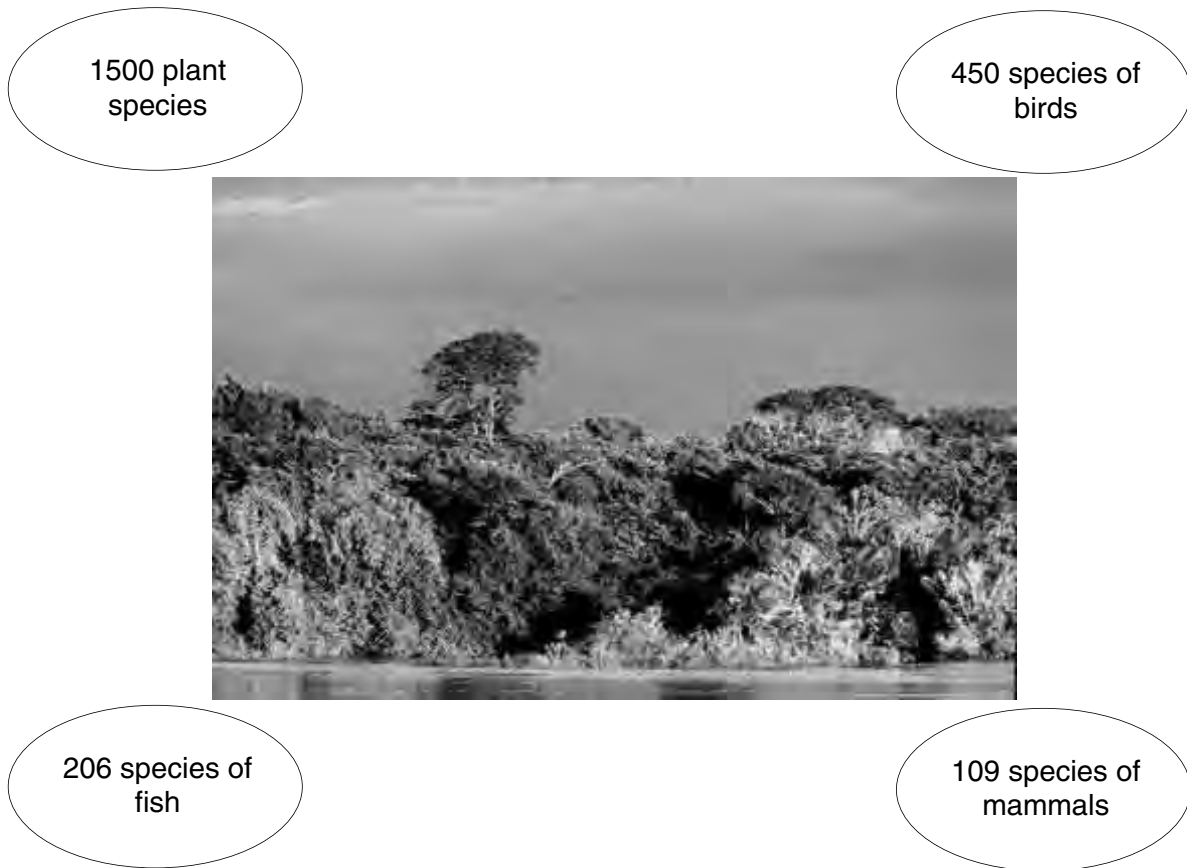 1500 plant
species
450 species of
birds
206 species of
fish
109 species of
mammals